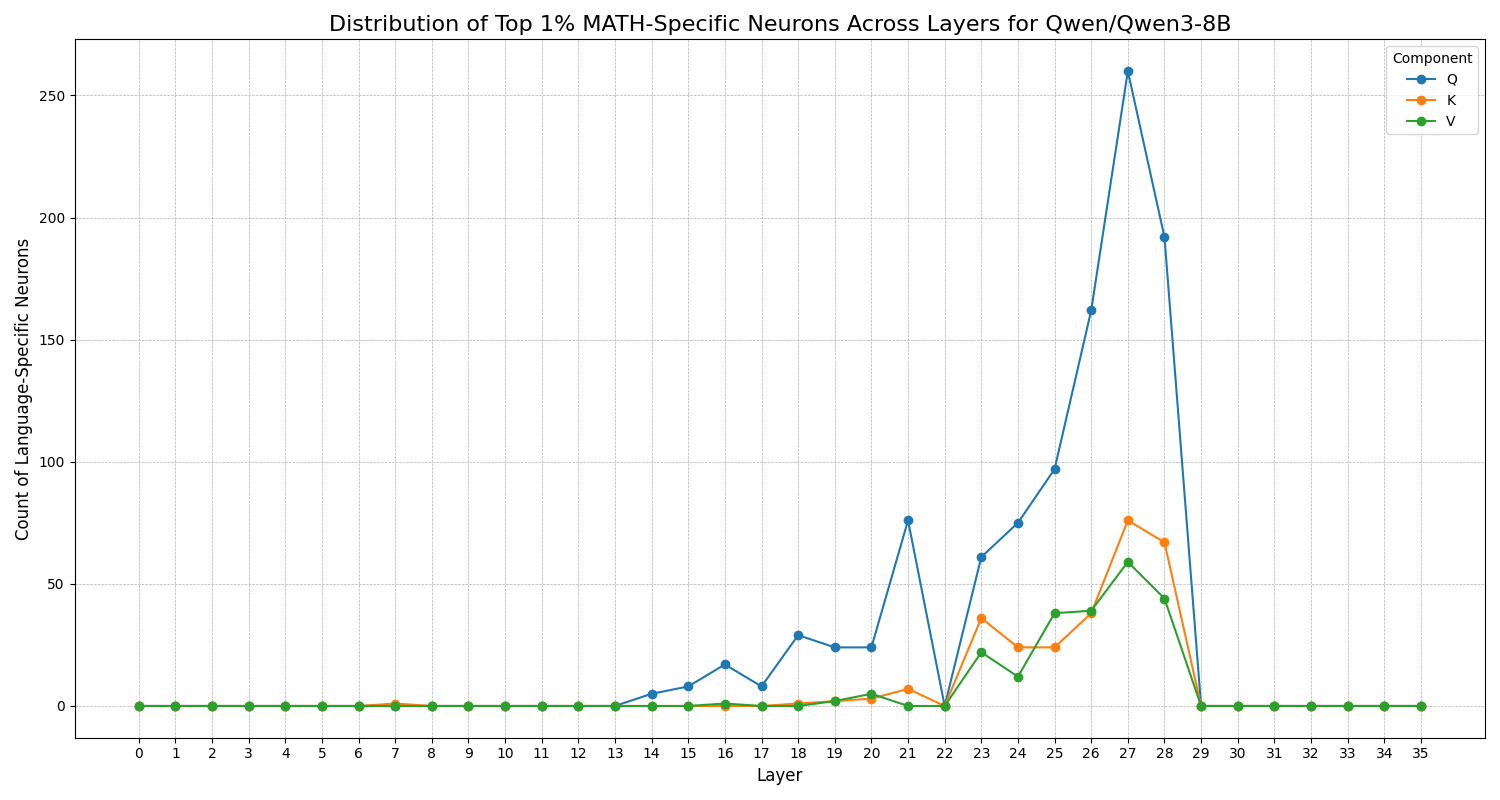 Distribution of Top 1% MATH-Specific Neurons Across Layers for Qwen/Qwen3-8B
Component
Q
K
V
Count of Language-Specific Neurons
250
200
150
100
50
0
0 1 2 3 4 5 6 7 8 9 10 11 12 13 14 15 16 17 18 19 20 21 22 23 24 25 26 27 28 29 30 31 32 33 34 35
Layer